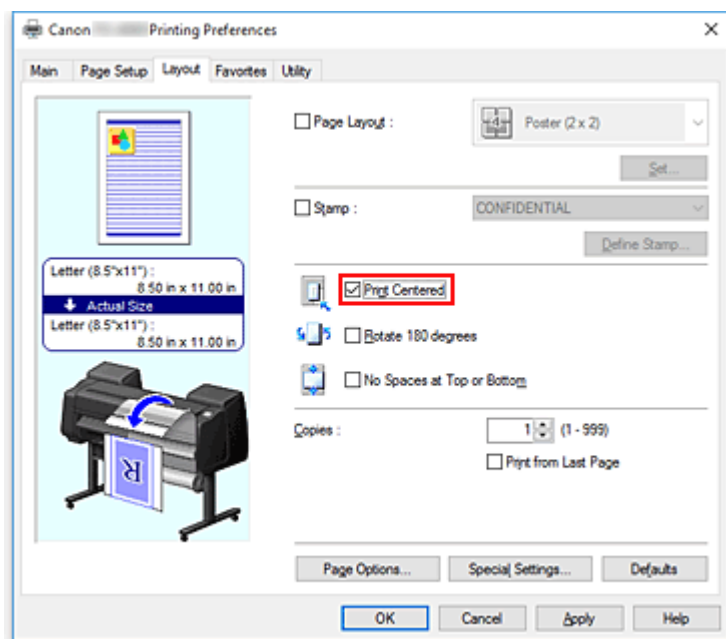 Canon Printing Preferences
Main Page Setup Layout Favorites Utility
Page Layout :
4
Poster (2 x 2)
Set...
Stamp :
CONFIDENTIAL
Define Stamp...
Letter (8.5"x11") :
8.50 in x 11.00 in
Actual Size
Letter (8.5"x11") :
8.50 in x 11.00 in
Print Centered
Rotate 180 degrees
No Spaces at Top or Bottom
Copies :
1 (1 - 999)
Print from Last Page
R
Page Options... Special Settings... Defaults
OK Cancel Apply Help